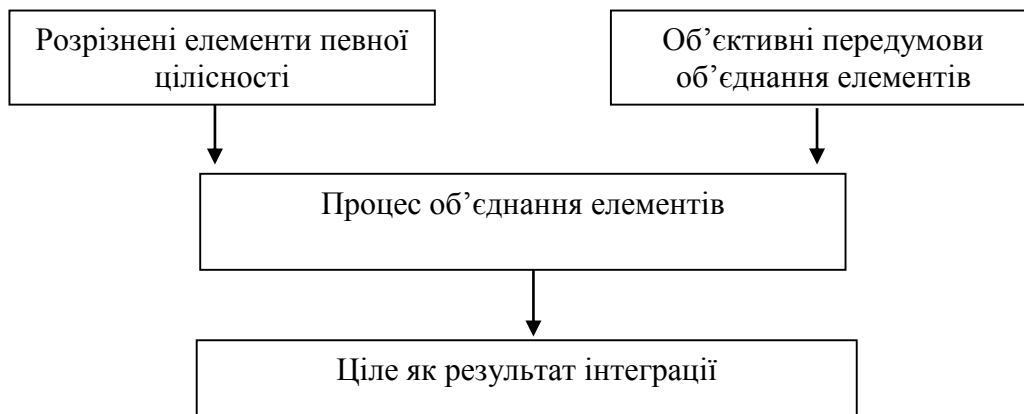 Розрізнені елементи певної
цілісності
Об’єктивні передумови
об’єднання елементів
Процес об’єднання елементів
Ціле як результат інтеграції